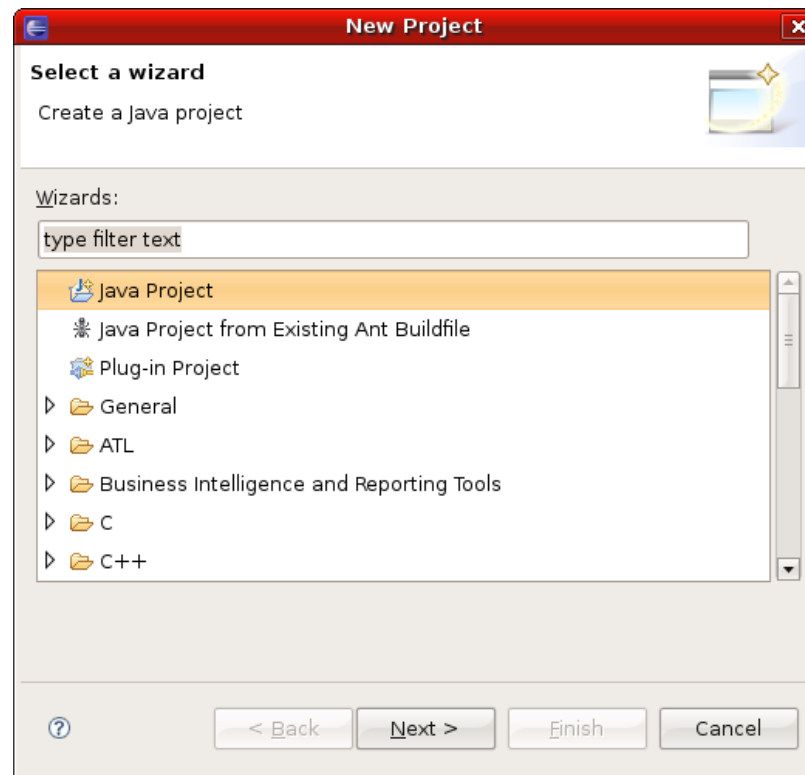 New Project
Select a wizard
Create a Java project
Wizards:
type filter text
Java Project
Java Project from Existing Ant Buildfile
Plug-in Project
General
ATL
Business Intelligence and Reporting Tools
C
C++
< Back Next > Finish Cancel